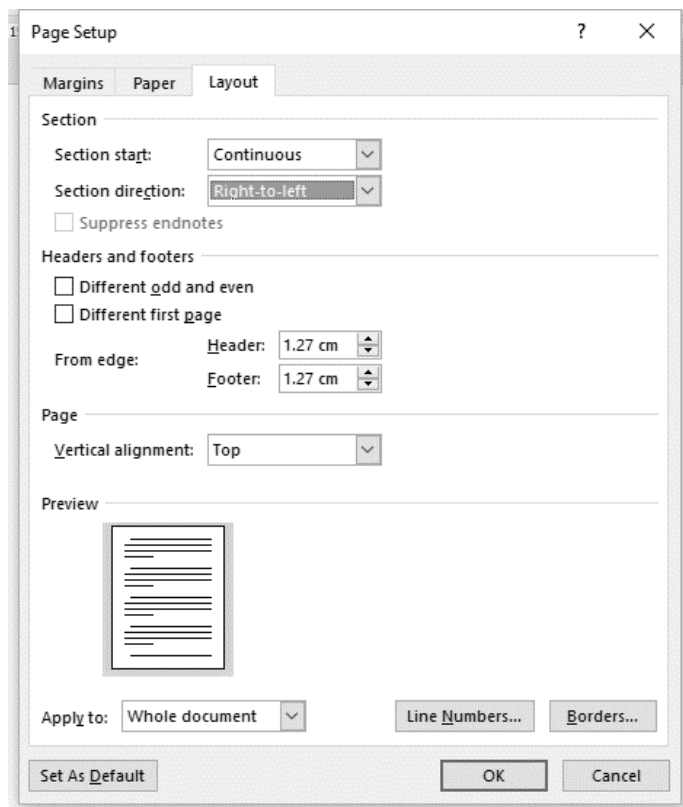 Page Setup ? X
Margins Paper Layout
Section
Section start: Continuous
Section direction: Right-to-left
Suppress endnotes
Headers and footers
Different odd and even
Different first page
Header: 1.27 cm
From edge:
Footer: 1.27 cm
Page
Vertical alignment: Top
Preview
Apply to: Whole document Line Numbers... Borders...
Set As Default OK Cancel